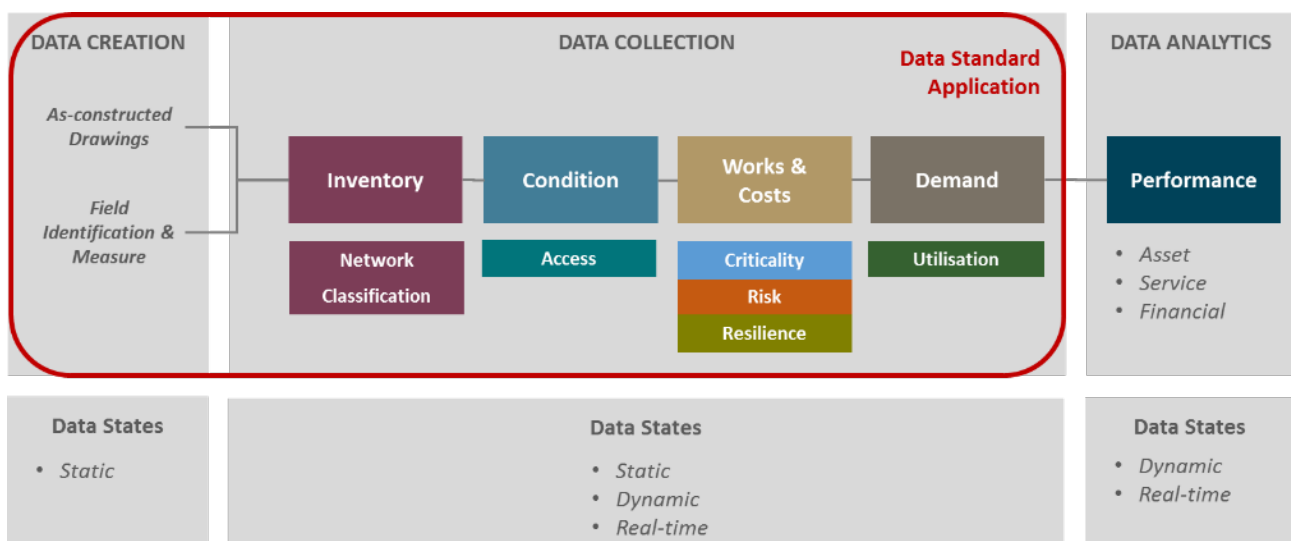 DATA CREATION
DATA COLLECTION
DATA ANALYTICS
Data Standard
Application
As-constructed
Drawings
Field
Identification &
Measure
Inventory
Condition
Works &
Costs
Demand
Performance
Network
Classification
Access
Criticality
Risk
Resilience
Utilisation
• Asset
• Service
• Financial
Data States
• Static
Data States
• Static
• Dynamic
• Real-time
Data States
• Dynamic
• Real-time